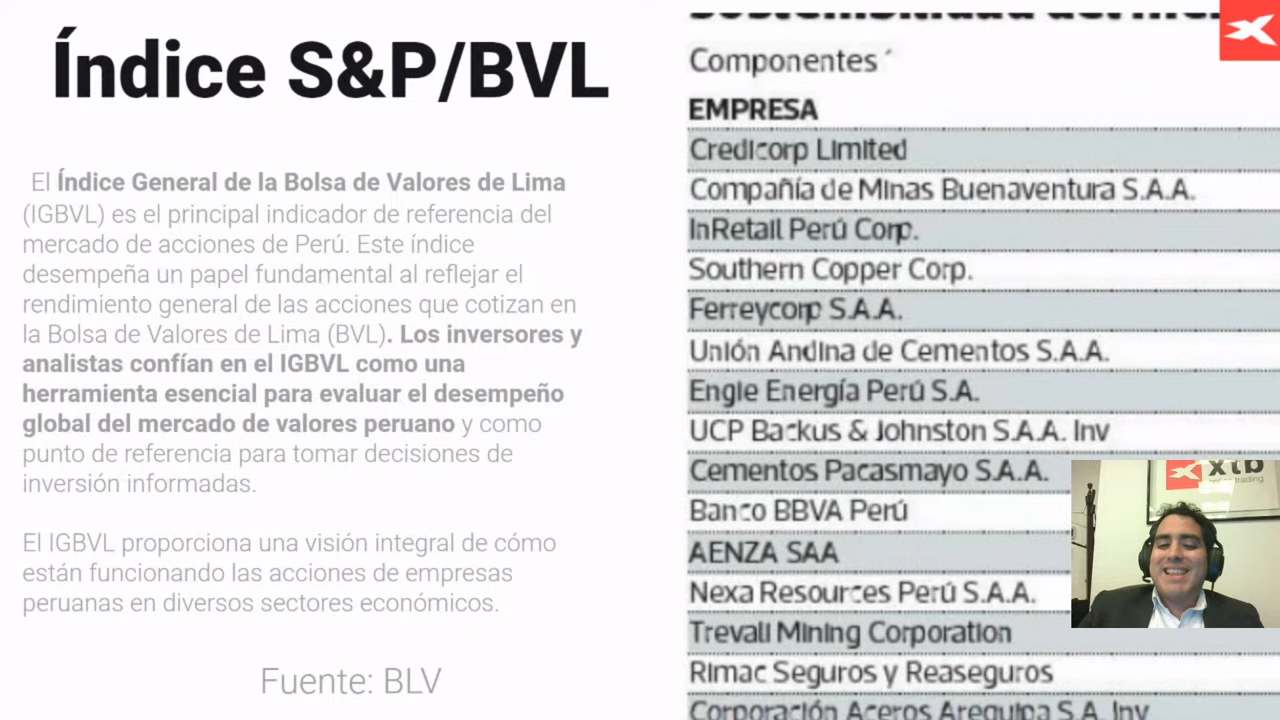 Índice S&P/BVL
El Índice General de la Bolsa de Valores de Lima
(IGBVL) es el principal indicador de referencia del
mercado de acciones de Perú. Este índice
desempeña un papel fundamental al reflejar el
rendimiento general de las acciones que cotizan en
la Bolsa de Valores de Lima (BVL). Los inversores y
analistas confían en el IGBVL como una
herramienta esencial para evaluar el desempeño
global del mercado de valores peruano y como
punto de referencia para tomar decisiones de
inversión informadas.
El IGBVL proporciona una visión integral de cómo
están funcionando las acciones de empresas
peruanas en diversos sectores económicos.
Fuente: BLV
Componentes
EMPRESA
Credicorp Limited
Compañía de Minas Buenaventura S.A.A.
InRetail Perú Corp.
Southern Copper Corp.
Ferreycorp S.A.A.
Unión Andina de Cementos S.A.A.
Engie Energía Perú S.A.
UCP Backus & Johnston S.A.A. Inv
Cementos Pacasmayo S.A.A.
Banco BBVA Perú
AENZA SAA
Nexa Resources Perú S.A.A.
Trevali Mining Corporation
Rimac Seguros y Reaseguros
Corporación Aceros Arequipa S.A. Inv
xtb
online trading